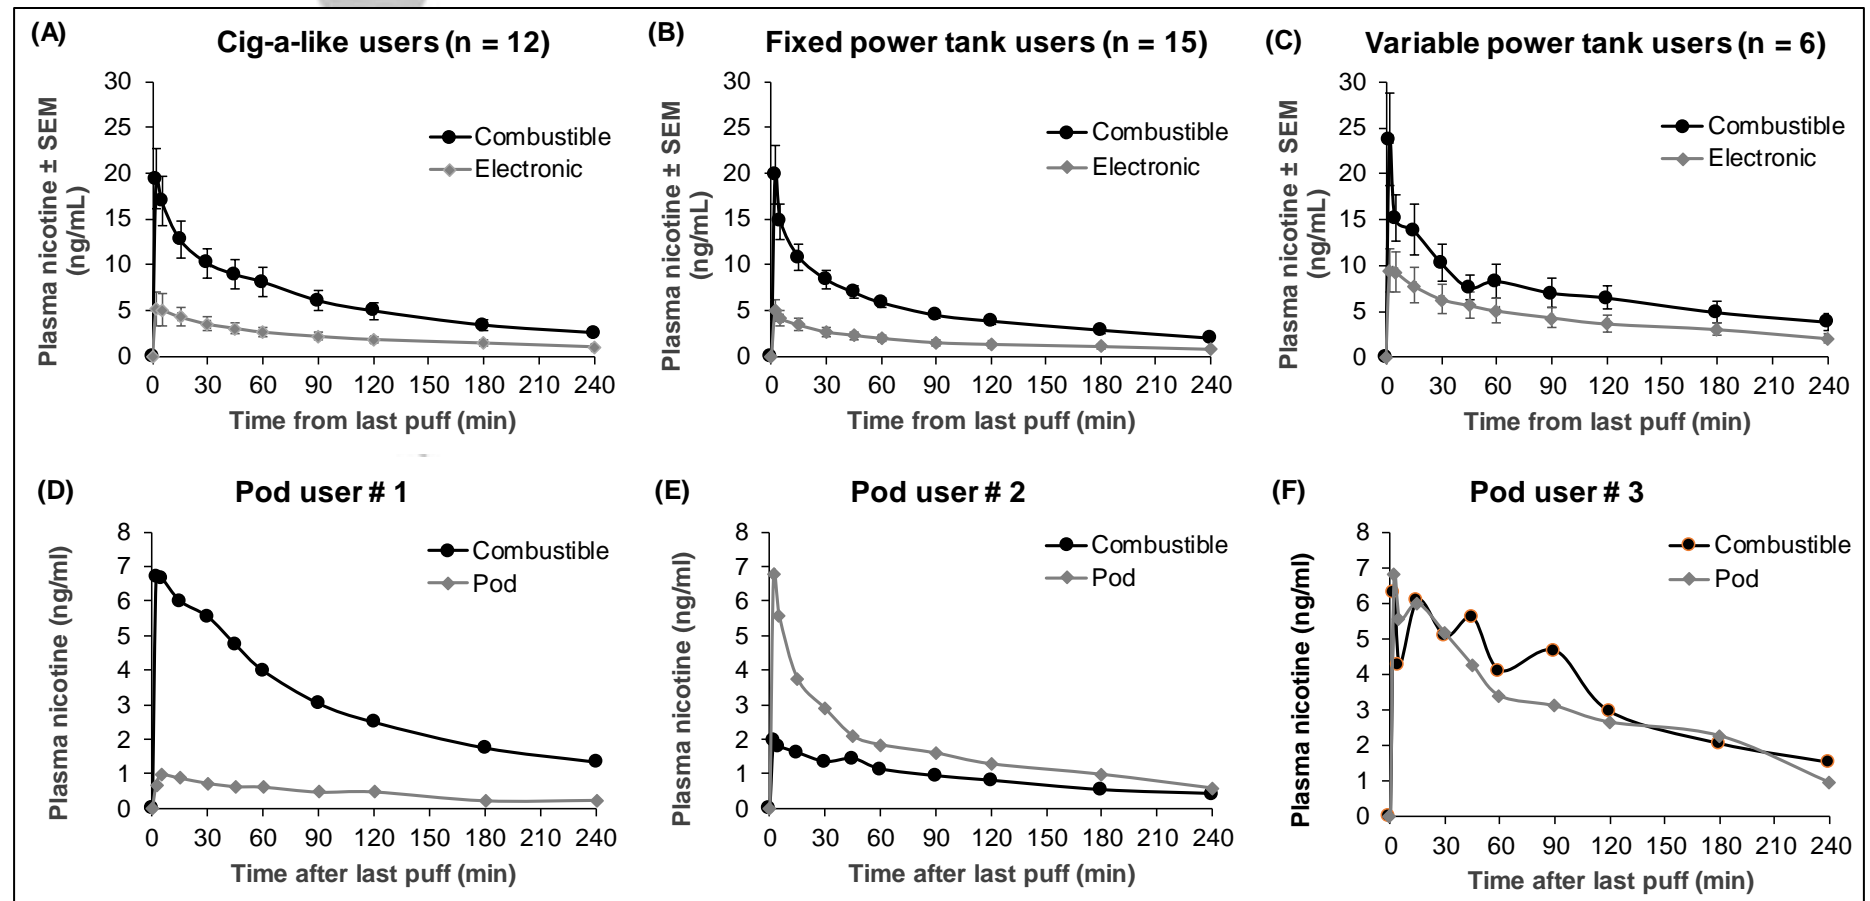 (A) Cig-a-like users (n = 12)
30
25
20
15
10
5
0
Plasma nicotine ± SEM
(ng/mL)
Combustible
Electronic
0 30 60 90 120 150 180 210 240
Time from last puff (min)
(B) Fixed power tank users (n = 15)
30
25
20
15
10
5
0
Plasma nicotine ± SEM
(ng/mL)
Combustible
Electronic
0 30 60 90 120 150 180 210 240
Time from last puff (min)
(C) Variable power tank users (n = 6)
30
25
20
15
10
5
0
Plasma nicotine ± SEM
(ng/mL)
Combustible
Electronic
0 30 60 90 120 150 180 210 240
Time from last puff (min)
(D) Pod user # 1
8
7
6
5
4
3
2
1
0
Plasma nicotine (ng/ml)
Combustible
Pod
0 30 60 90 120 150 180 210 240
Time after last puff (min)
(E) Pod user # 2
8
7
6
5
4
3
2
1
0
Plasma nicotine (ng/ml)
Combustible
Pod
0 30 60 90 120 150 180 210 240
Time after last puff (min)
(F) Pod user # 3
8
7
6
5
4
3
2
1
0
Plasma nicotine (ng/ml)
Combustible
Pod
0 30 60 90 120 150 180 210 240
Time after last puff (min)